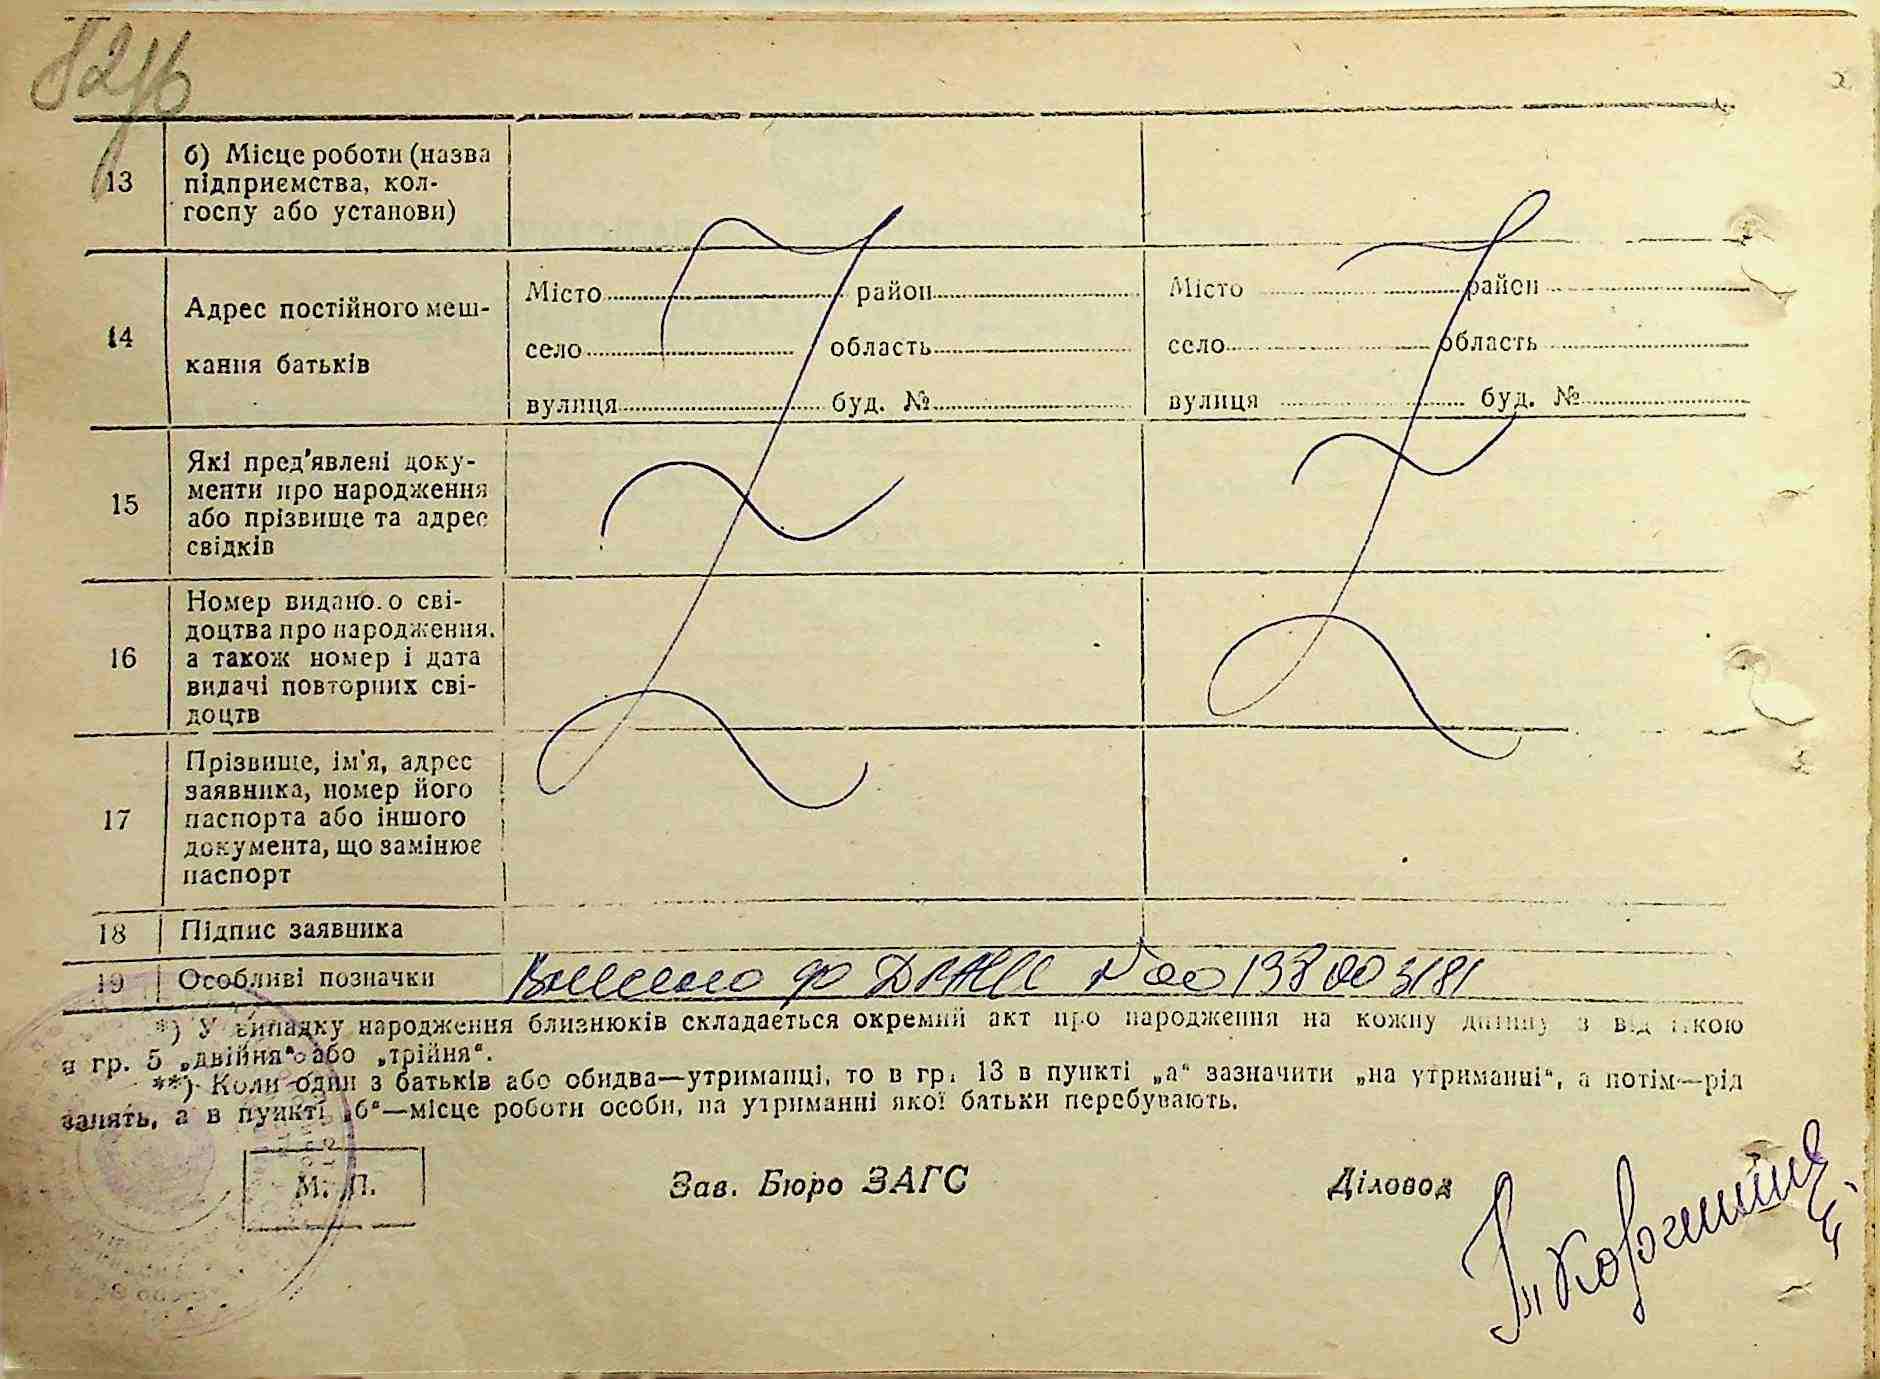 13
б) Місце роботи (назва
підприємства, кол-
госпу або установи)
14
Адрес постійного меш-
кання батьків
Місто район
село область
вулиця буд. №
Місто район
село область
вулиця буд. №
15
Які пред'явлені доку-
менти про народження
або прізвище та адрес
свідків
16
Номер видано.о сві-
доцтва про народження,
а також номер і дата
видачі повторних сві-
доцтв
17
Прізвище, ім'я, адрес
заявника, номер його
паспорта або іншого
документа, що замінює
паспорт
18
Підпис заявника
19
Особливі позначки
Внесено до ДРАЦС №00138003181
*) У випадку народження близнюків складається окремий акт про народження на кожну дитину з від іткою
в гр. 5 „двійня“ або „трійня“.
**) Коли один з батьків або обидва—утриманці, то в гр. 13 в пункті „а“ зазначити „на утриманні“, а потім—рід
занять, а в пункті „б“—місце роботи особи, на утриманні якої батьки перебувають.
М. П.
Зав. Бюро ЗАГС
Діловод